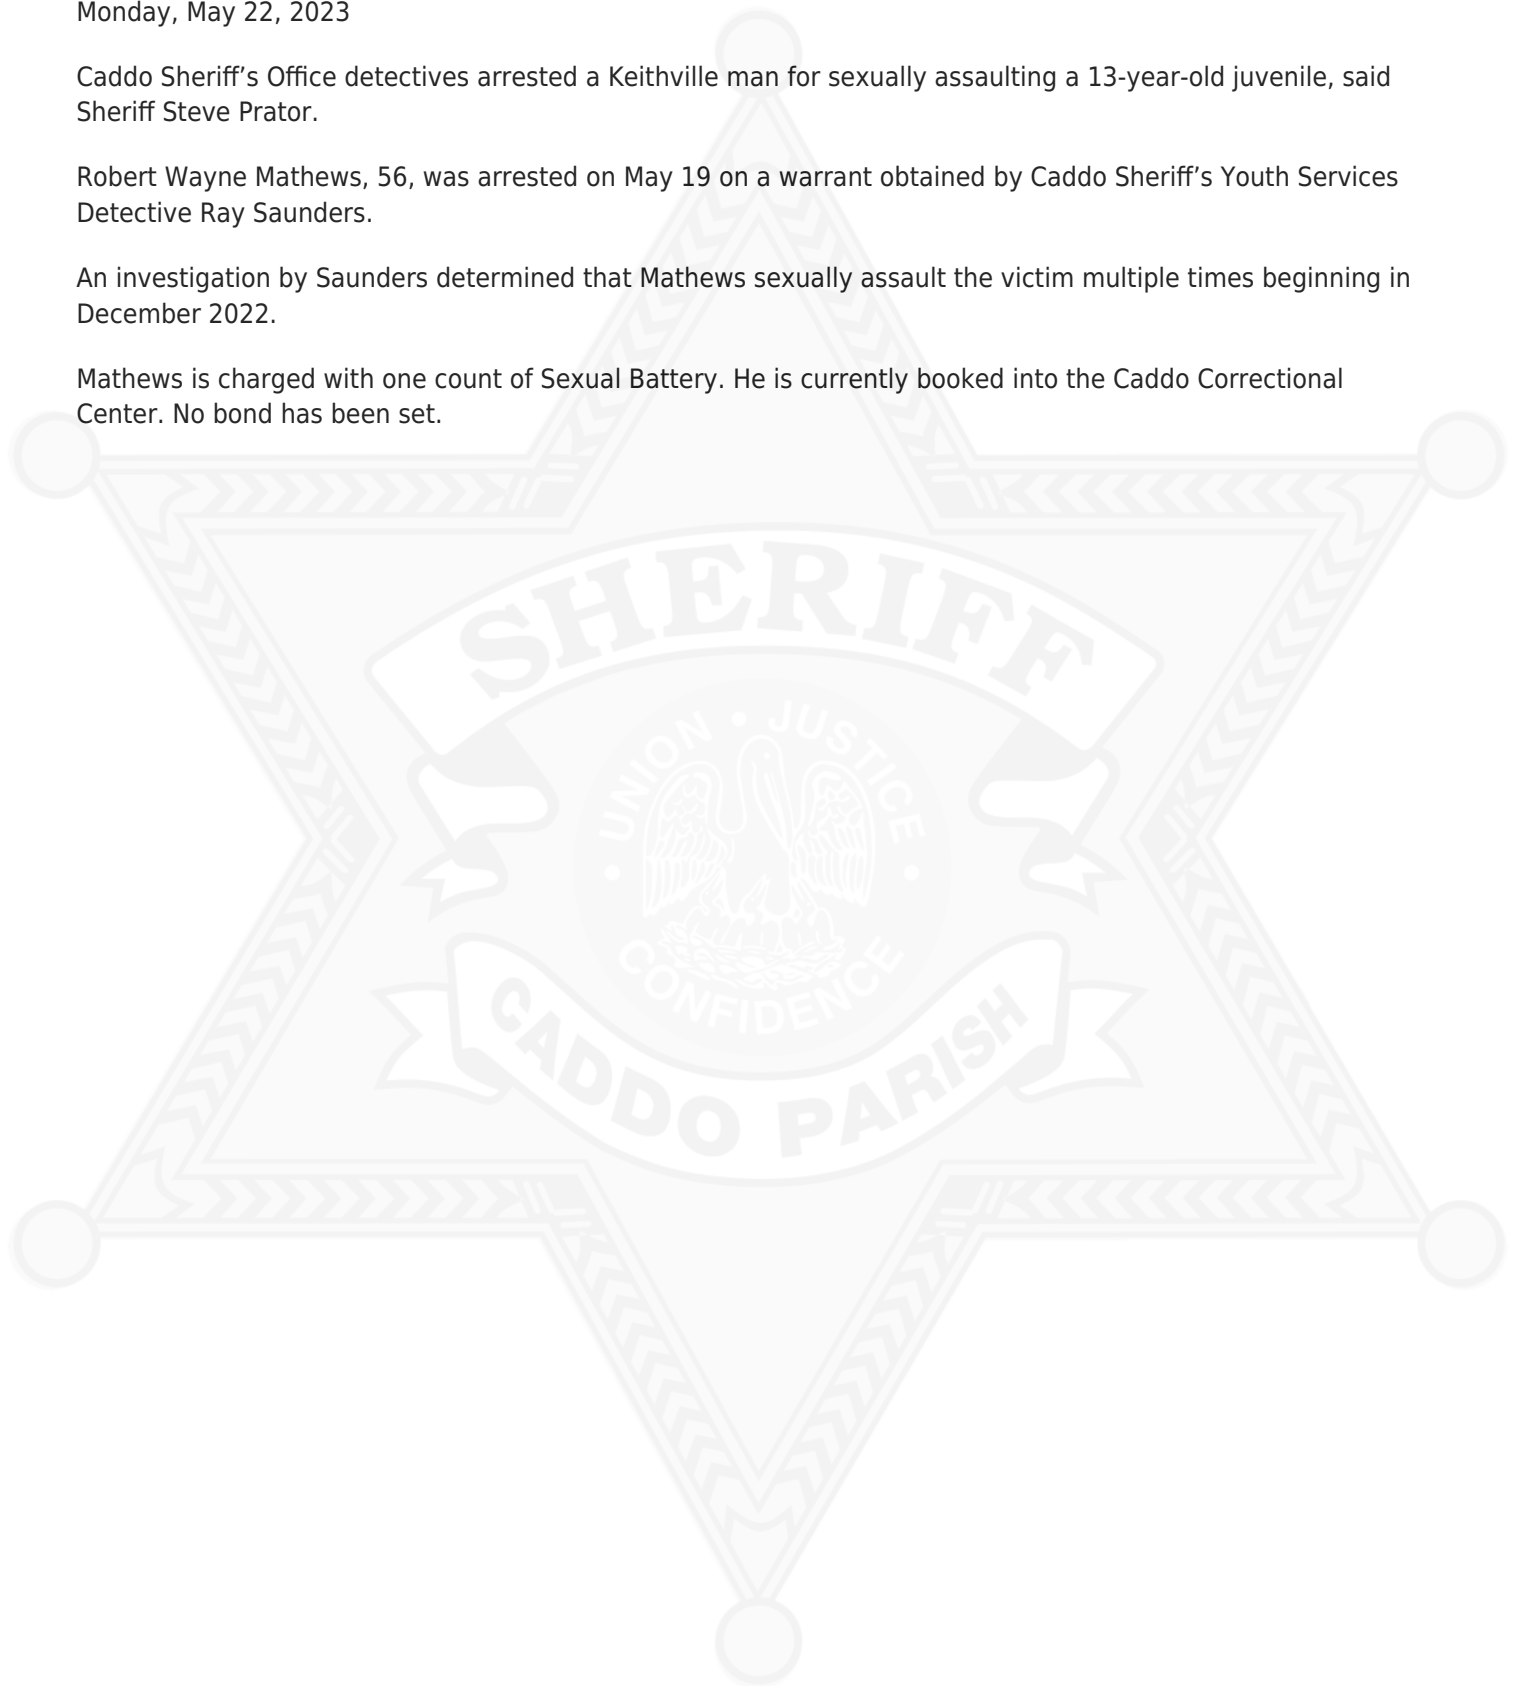 Monday, May 22, 2023
Caddo Sheriff’s Office detectives arrested a Keithville man for sexually assaulting a 13-year-old juvenile, said
Sheriff Steve Prator.
Robert Wayne Mathews, 56, was arrested on May 19 on a warrant obtained by Caddo Sheriff’s Youth Services
Detective Ray Saunders.
An investigation by Saunders determined that Mathews sexually assault the victim multiple times beginning in
December 2022.
Mathews is charged with one count of Sexual Battery. He is currently booked into the Caddo Correctional
Center. No bond has been set.
SHERIFF
UNION • JUSTICE •
• CONFIDENCE
CADDO PARISH